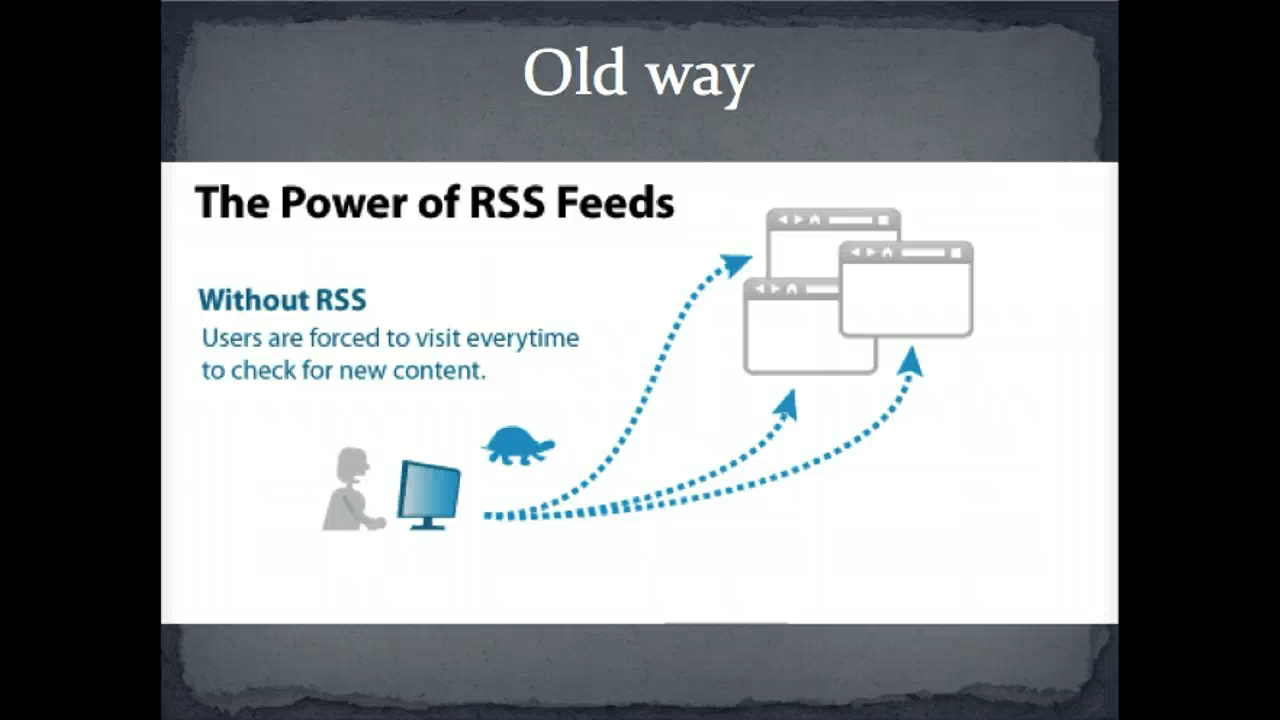 Old way
The Power of RSS Feeds
Without RSS
Users are forced to visit everytime
to check for new content.